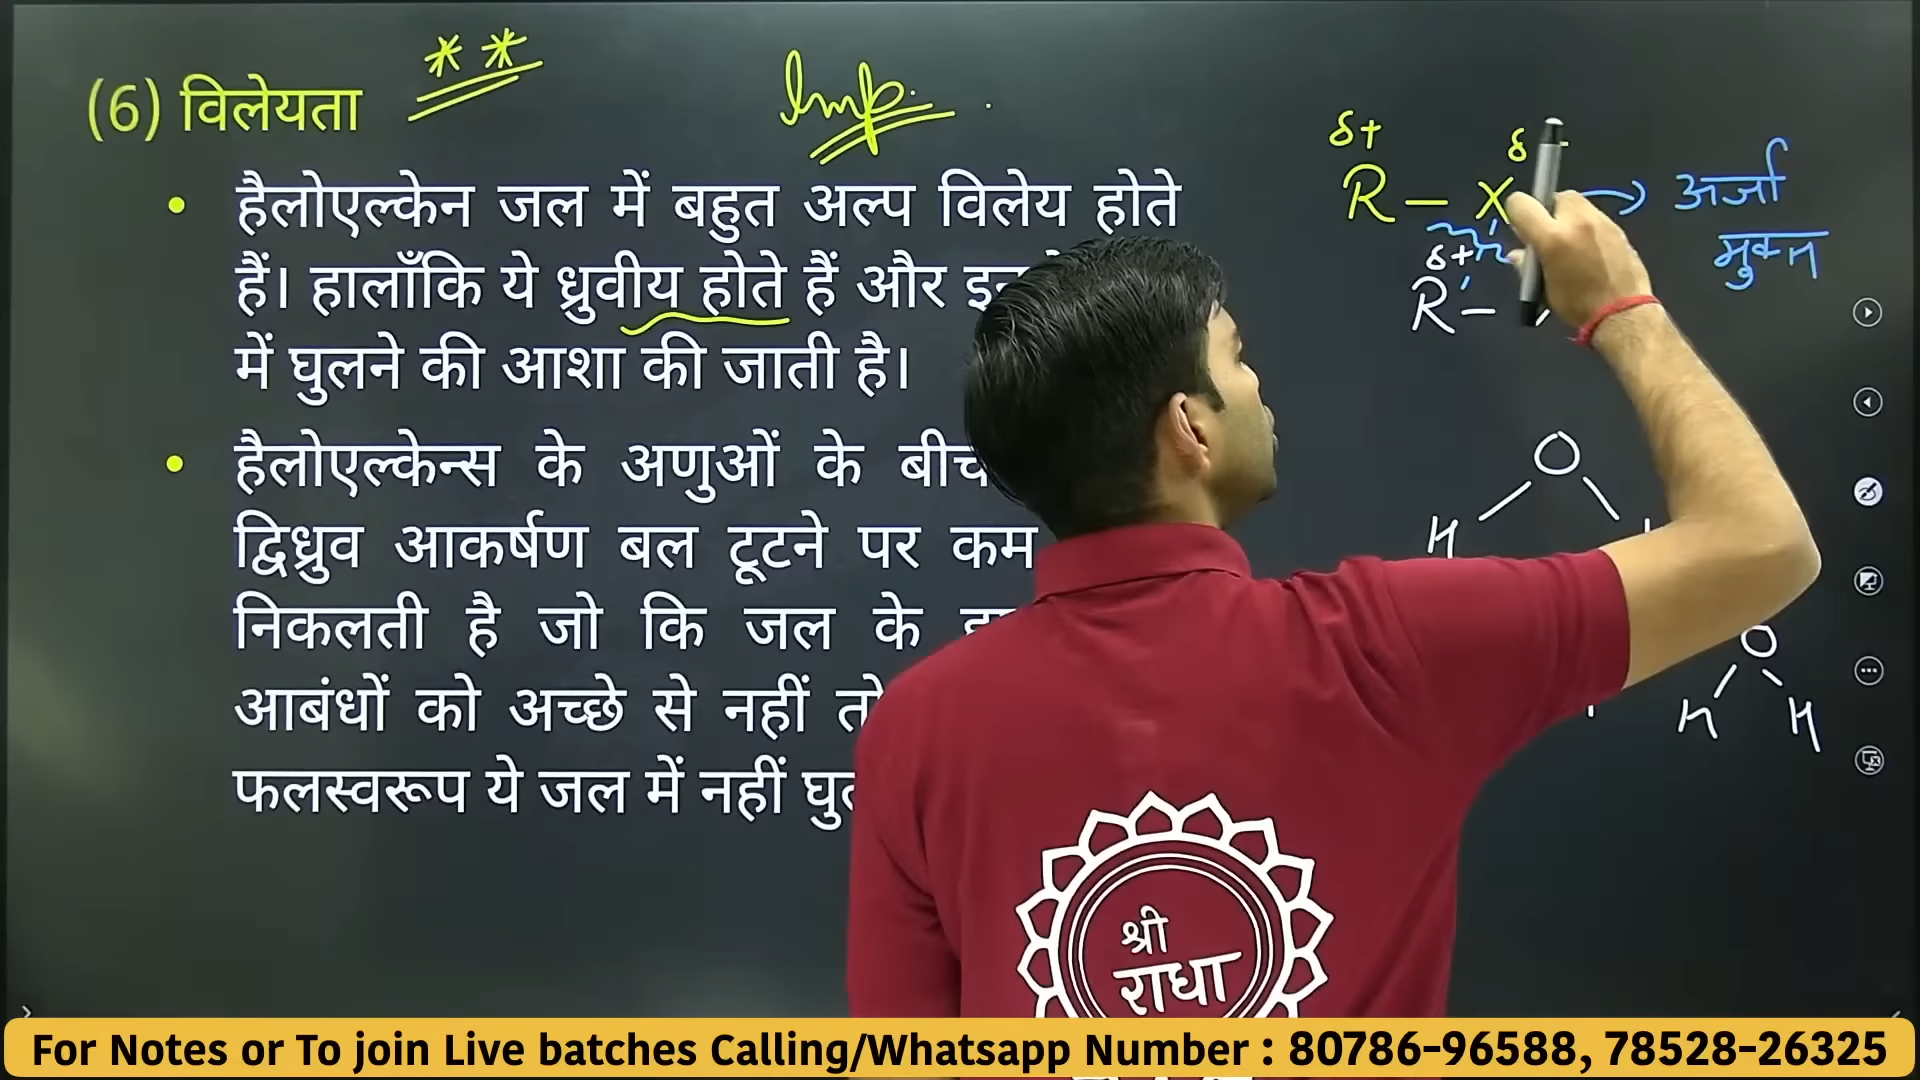 (6) विलेयता
**
Imp.
हैलोएल्केन जल में बहुत अल्प विलेय होते
हैं। हालाँकि ये ध्रुवीय होते हैं और
में घुलने की आशा की जाती है।
हैलोएल्केन्स के अणुओं के बीच
द्विध्रुव आकर्षण बल टूटने पर कम
निकलती है जो कि जल के
आबंधों को अच्छे से नहीं
फलस्वरूप ये जल में नहीं
δ+ δ
R – X → ऊर्जा
मुक्त
δ+
R –
O
H
O
H H
श्री
राधा
For Notes or To join Live batches Calling/Whatsapp Number : 80786-96588, 78528-26325